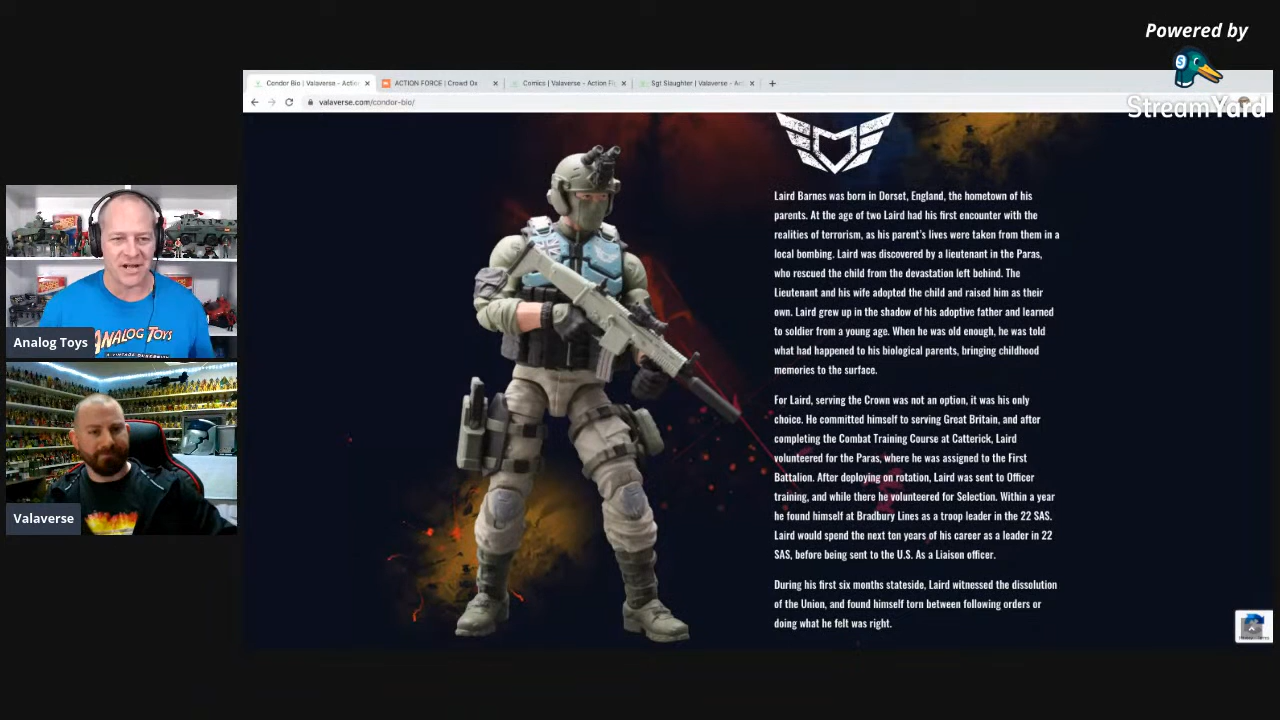 Powered by
StreamYard
Condor Bio | Valaverse - Actio
ACTION FORCE | Crowd Ox
Comics | Valaverse - Action Fi
Sgt Slaughter | Valaverse - Ac
valaverse.com/condor-bio/
Laird Barnes was born in Dorset, England, the hometown of his
parents. At the age of two Laird had his first encounter with the
realities of terrorism, as his parent's lives were taken from them in a
local bombing. Laird was discovered by a lieutenant in the Paras,
who rescued the child from the devastation left behind. The
Lieutenant and his wife adopted the child and raised him as their
own. Laird grew up in the shadow of his adoptive father and learned
to soldier from a young age. When he was old enough, he was told
what had happened to his biological parents, bringing childhood
memories to the surface.
For Laird, serving the Crown was not an option, it was his only
choice. He committed himself to serving Great Britain, and after
completing the Combat Training Course at Catterick, Laird
volunteered for the Paras, where he was assigned to the First
Battalion. After deploying on rotation, Laird was sent to Officer
training, and while there he volunteered for Selection. Within a year
he found himself at Bradbury Lines as a troop leader in the 22 SAS.
Laird would spend the next ten years of his career as a leader in 22
SAS, before being sent to the U.S. As a Liaison officer.
During his first six months stateside, Laird witnessed the dissolution
of the Union, and found himself torn between following orders or
doing what he felt was right.
ANALOG TOYS
Analog Toys
Valaverse